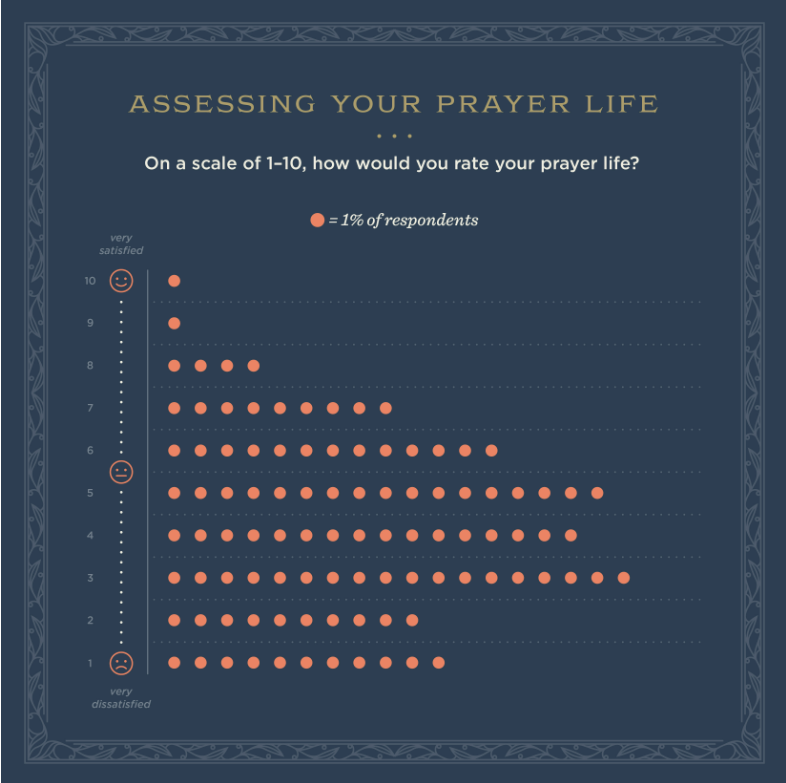 ASSESSING YOUR PRAYER LIFE
On a scale of 1–10, how would you rate your prayer life?
= 1% of respondents
very
satisfied
10
9
8
7
6
5
4
3
2
1
very
dissatisfied